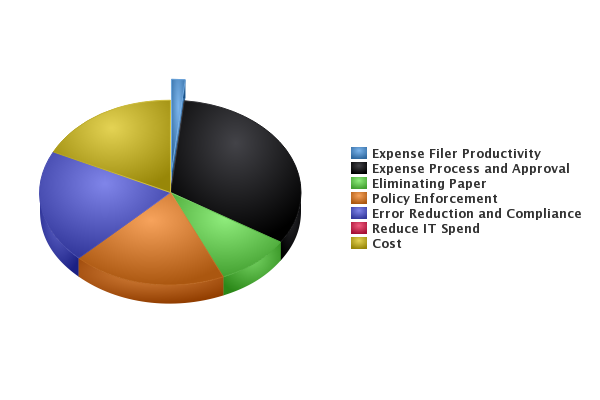 Expense Filer Productivity
Expense Process and Approval
Eliminating Paper
Policy Enforcement
Error Reduction and Compliance
Reduce IT Spend
Cost